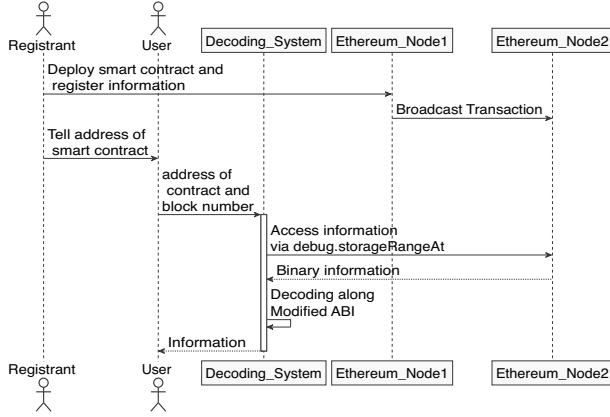 Registrant
User
Decoding_System
Ethereum_Node1
Ethereum_Node2
Deploy smart contract and
register information
Broadcast Transaction
Tell address of
smart contract
address of
contract and
block number
Access information
via debug.storageRangeAt
Binary information
Decoding along
Modified ABI
Information
Registrant
User
Decoding_System
Ethereum_Node1
Ethereum_Node2